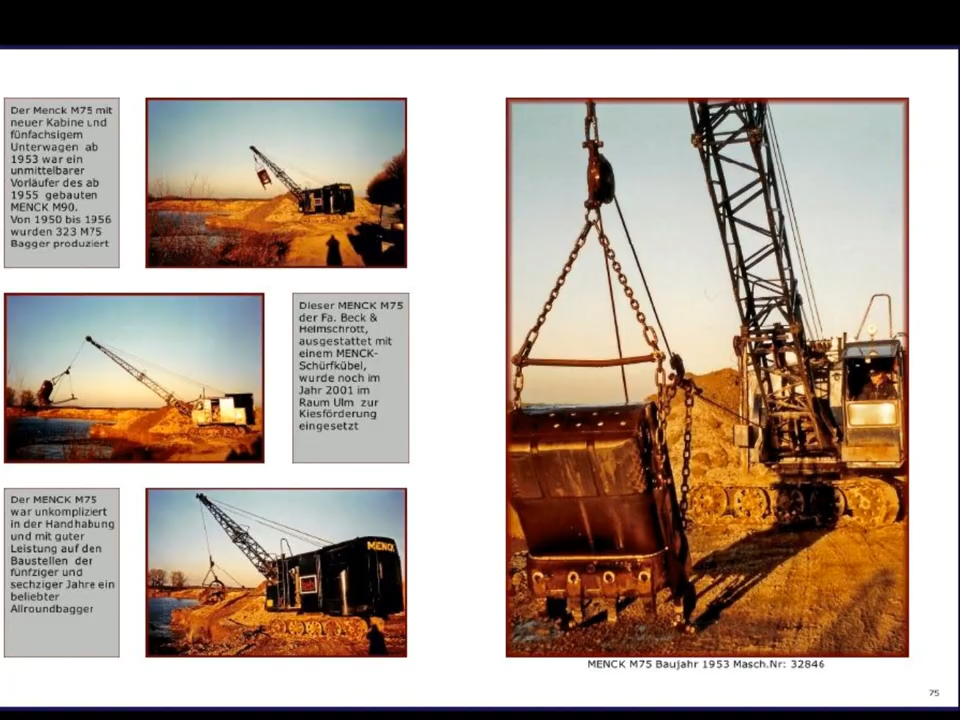 Der Menck M75 mit
neuer Kabine und
fünfachsigem
Unterwagen ab
1953 war ein
unmittelbarer
Vorläufer des ab
1955 gebauten
MENCK M90.
Von 1950 bis 1956
wurden 323 M75
Bagger produziert
Dieser MENCK M75
der Fa. Beck &
Helmschrott,
ausgestattet mit
einem MENCK-
Schürfkübel,
wurde noch im
Jahr 2001 im
Raum Ulm zur
Kiesförderung
eingesetzt
Der MENCK M75
war unkompliziert
in der Handhabung
und mit guter
Leistung auf den
Baustellen der
fünfziger und
sechziger Jahre ein
beliebter
Allroundbagger
MENCK
MENCK M75 Baujahr 1953 Masch.Nr: 32846
75